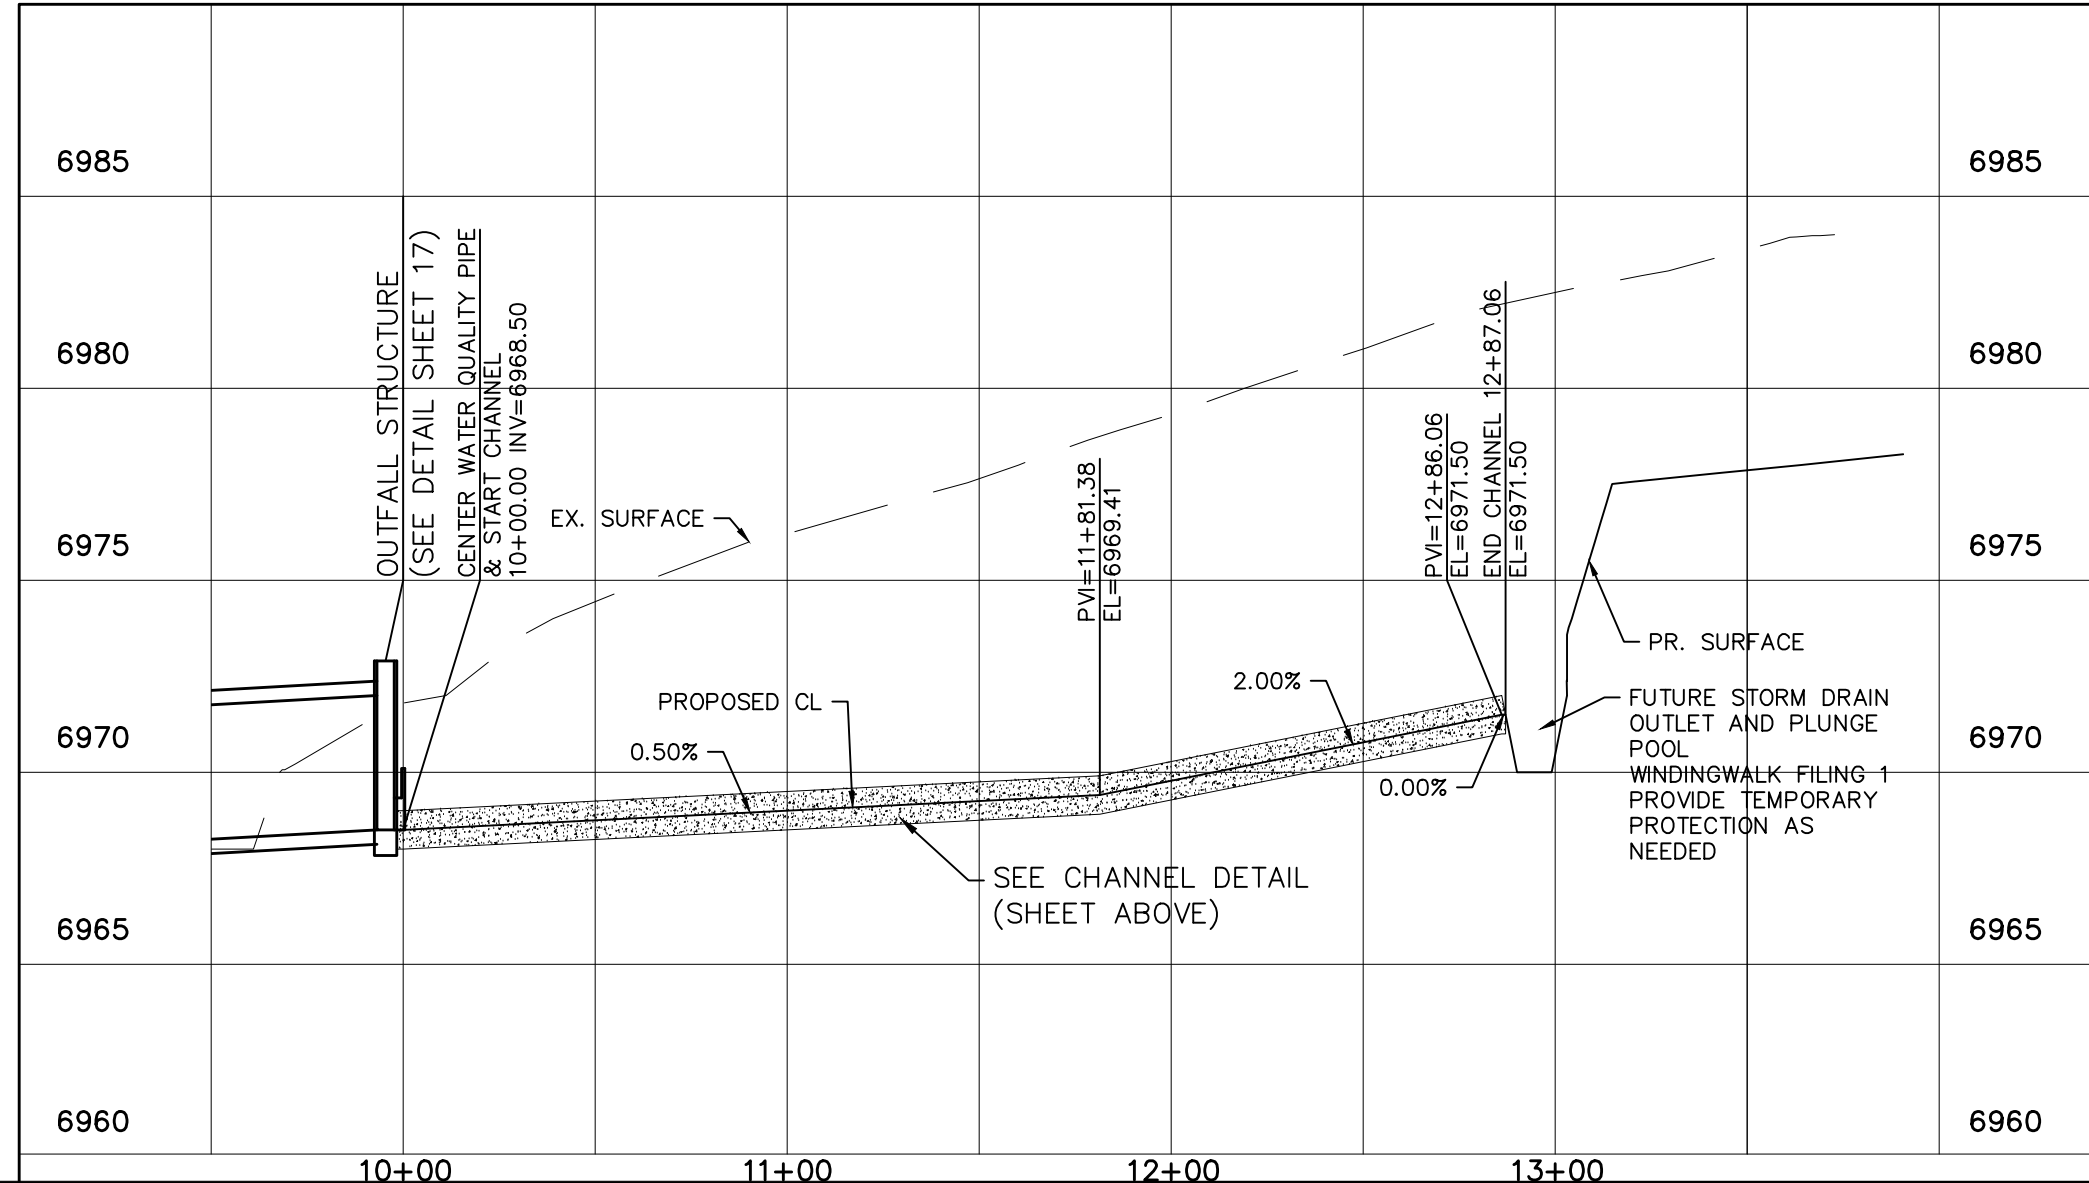 6985
6985
OUTFALL STRUCTURE
(SEE DETAIL SHEET 17)
CENTER WATER QUALITY PIPE
& START CHANNEL
10+00.00 INV=6968.50
6980
6980
END CHANNEL 12+87.06
EL=6971.50
PVI=12+86.06
EL=6971.50
PVI=11+81.38
EL=6969.41
EX. SURFACE
6975
6975
PR. SURFACE
2.00%
PROPOSED CL
0.50%
6970
6970
0.00%
FUTURE STORM DRAIN
OUTLET AND PLUNGE
POOL
WINDINGWALK FILING 1
PROVIDE TEMPORARY
PROTECTION AS
NEEDED
SEE CHANNEL DETAIL
(SHEET ABOVE)
6965
6965
6960
6960
10+00
11+00
12+00
13+00